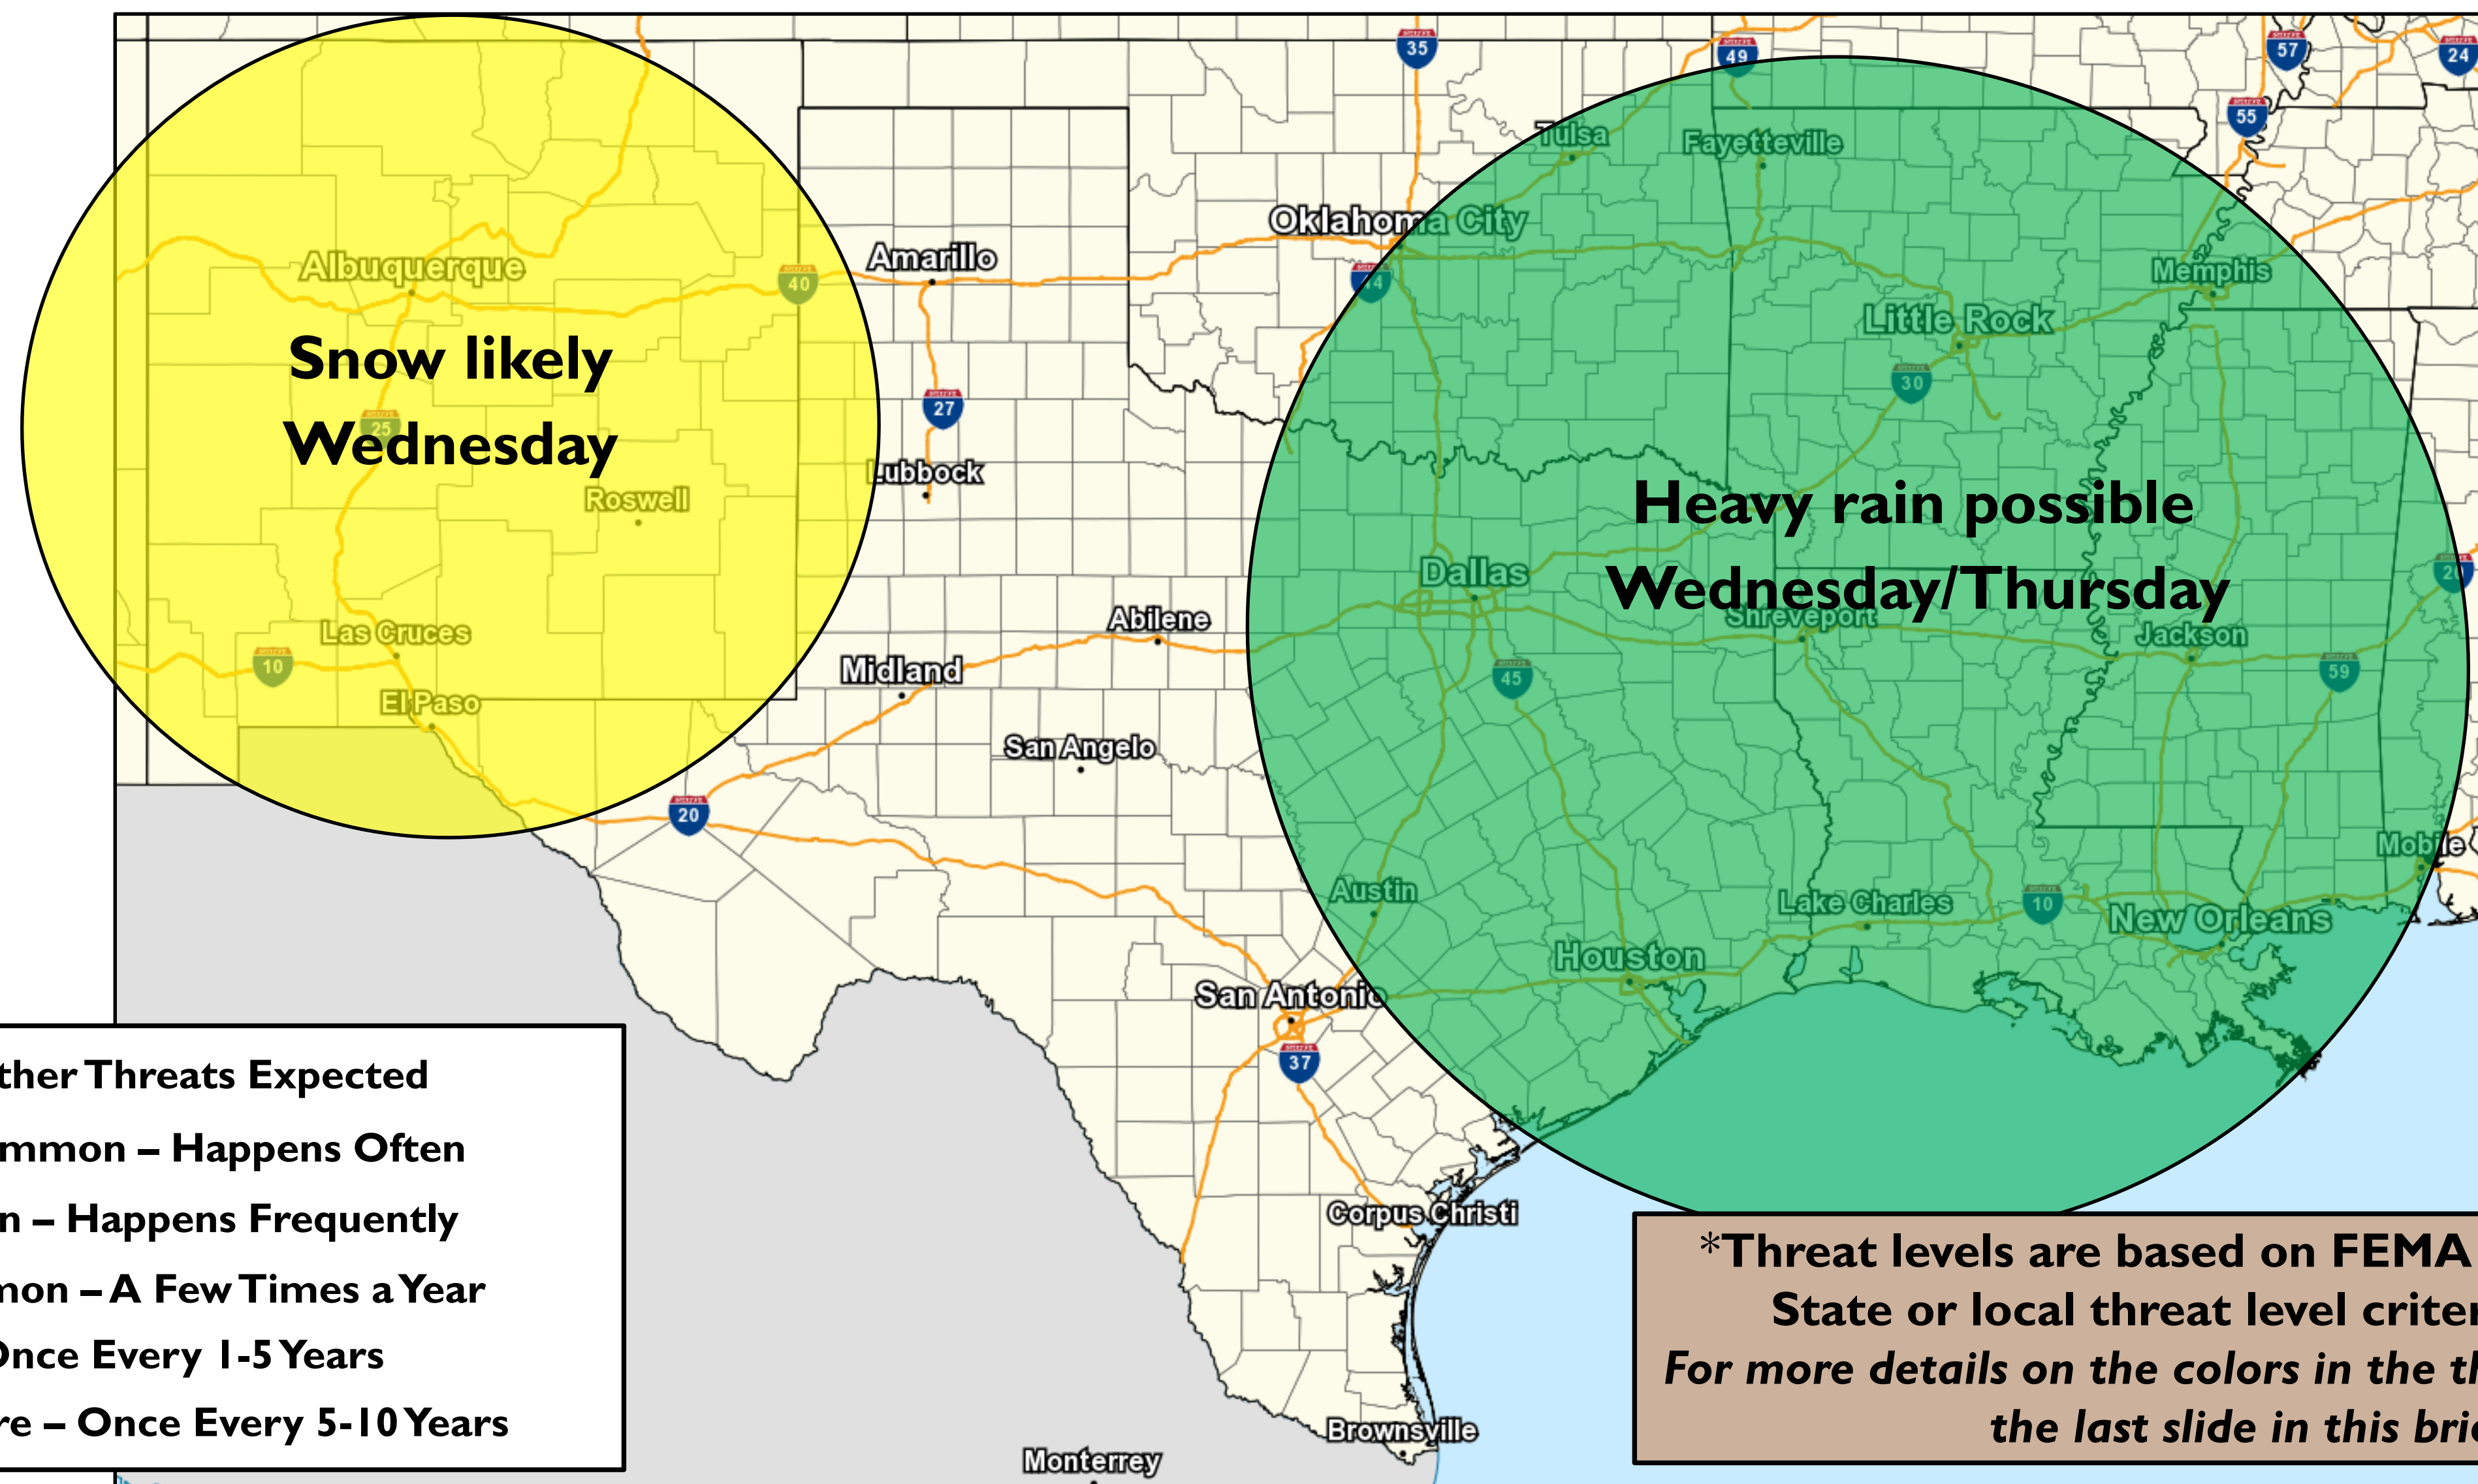 35
49
57
24
55
Tulsa
Fayetteville
Oklahoma City
Albuquerque
40
Amarillo
44
Memphis
Little Rock
30
Snow likely
Wednesday
25
27
Lubbock
Roswell
Heavy rain possible
Wednesday/Thursday
Dallas
20
Shreveport
Abilene
Las Cruces
10
Midland
45
Jackson
59
El Paso
San Angelo
20
Austin
Mobile
Lake Charles
10
New Orleans
Houston
San Antonio
37
Corpus Christi
Brownsville
Monterrey
ther Threats Expected
mmon – Happens Often
n – Happens Frequently
mon – A Few Times a Year
Once Every 1-5 Years
re – Once Every 5-10 Years
*Threat levels are based on FEMA
State or local threat level criter
For more details on the colors in the th
the last slide in this brie